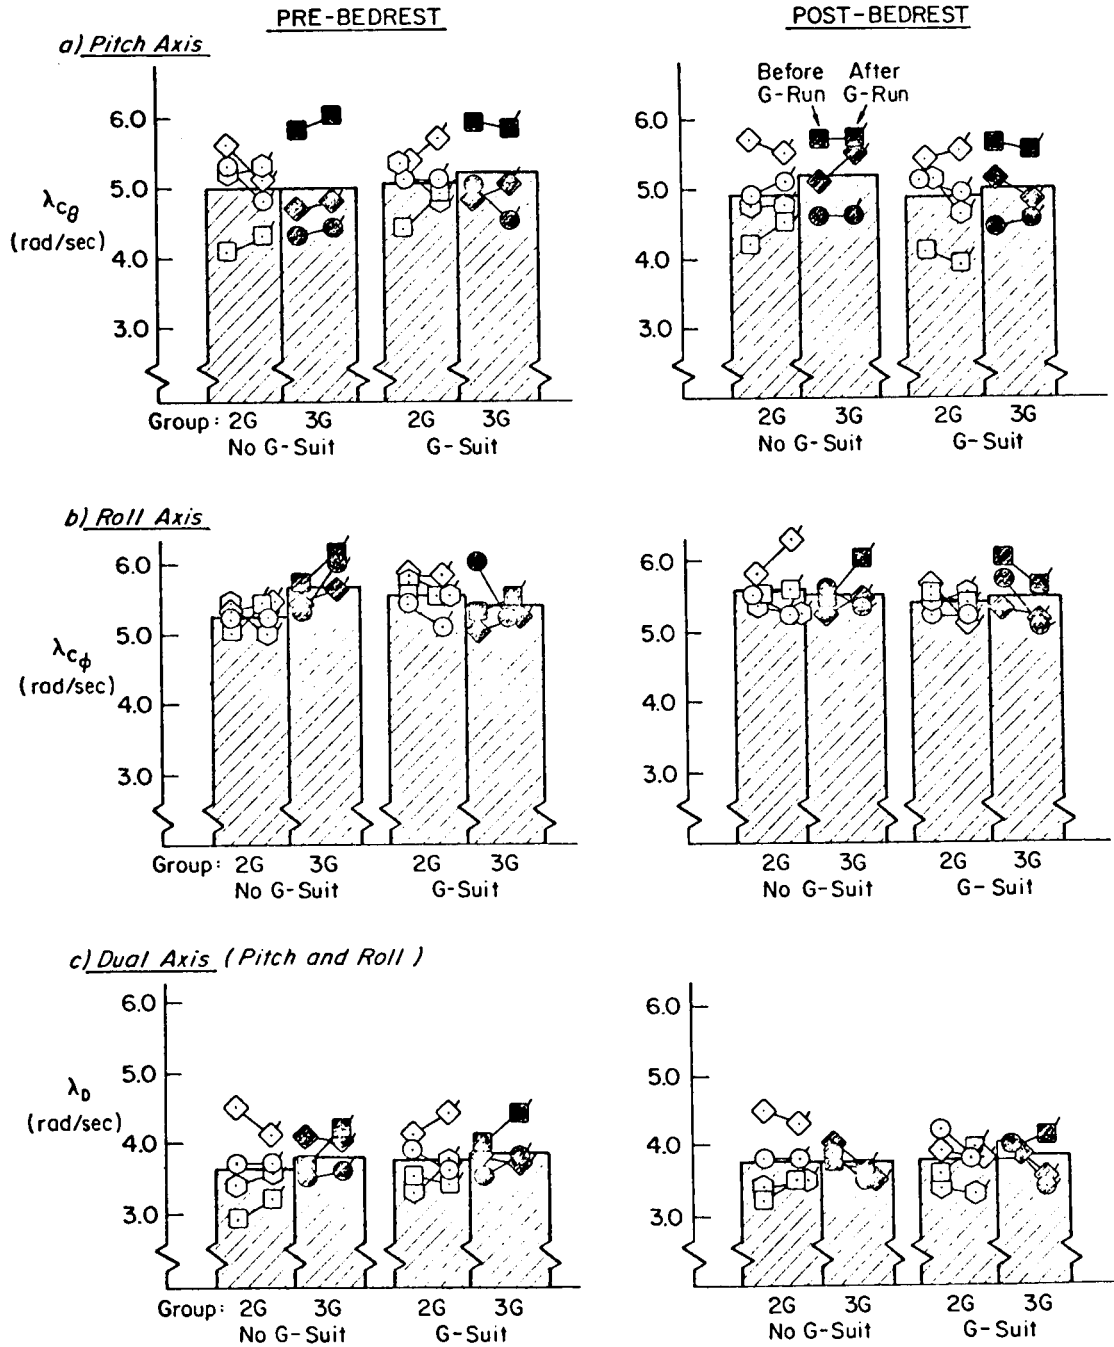 PRE-BEDREST
POST-BEDREST
a) Pitch Axis
Before G-Run
After G-Run
6.0
5.0
4.0
3.0
λcθ
(rad/sec)
6.0
5.0
4.0
3.0
Group: 2G 3G 2G 3G
No G-Suit G-Suit
2G 3G 2G 3G
No G-Suit G-Suit
b) Roll Axis
6.0
5.0
4.0
3.0
λcϕ
(rad/sec)
6.0
5.0
4.0
3.0
Group: 2G 3G 2G 3G
No G-Suit G-Suit
2G 3G 2G 3G
No G-Suit G-Suit
c) Dual Axis (Pitch and Roll)
6.0
5.0
4.0
3.0
λD
(rad/sec)
6.0
5.0
4.0
3.0
Group: 2G 3G 2G 3G
No G-Suit G-Suit
2G 3G 2G 3G
No G-Suit G-Suit